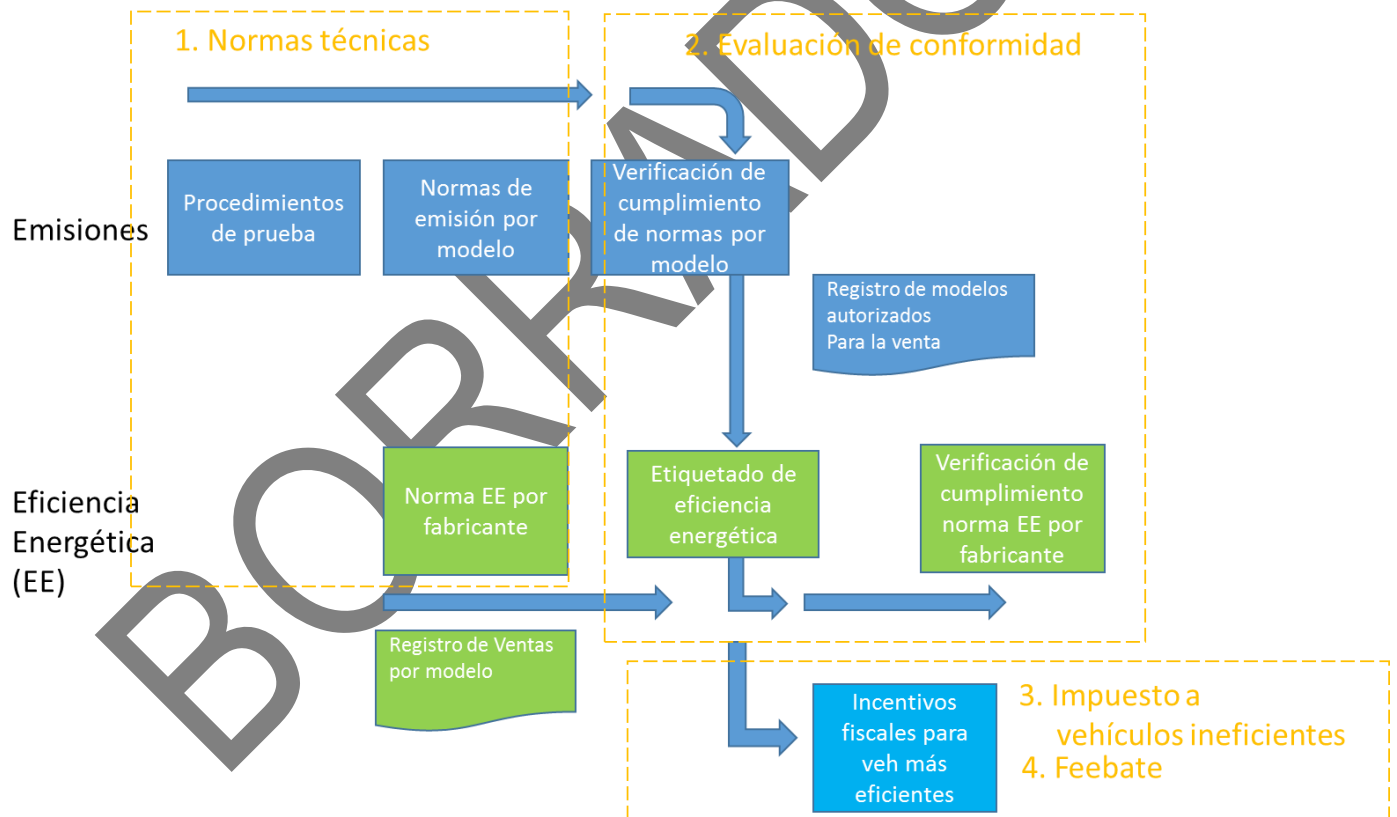 1. Normas técnicas
2. Evaluación de conformidad
Emisiones
Procedimientos
de prueba
Normas de
emisión por
modelo
Verificación de
cumplimiento
de normas por
modelo
Registro de modelos
autorizados
Para la venta
Eficiencia
Energética
(EE)
Norma EE por
fabricante
Etiquetado de
eficiencia
energética
Verificación de
cumplimiento
norma EE por
fabricante
Registro de Ventas
por modelo
Incentivos
fiscales para
veh más
eficientes
3. Impuesto a
vehículos ineficientes
4. Feebate
BORRADO